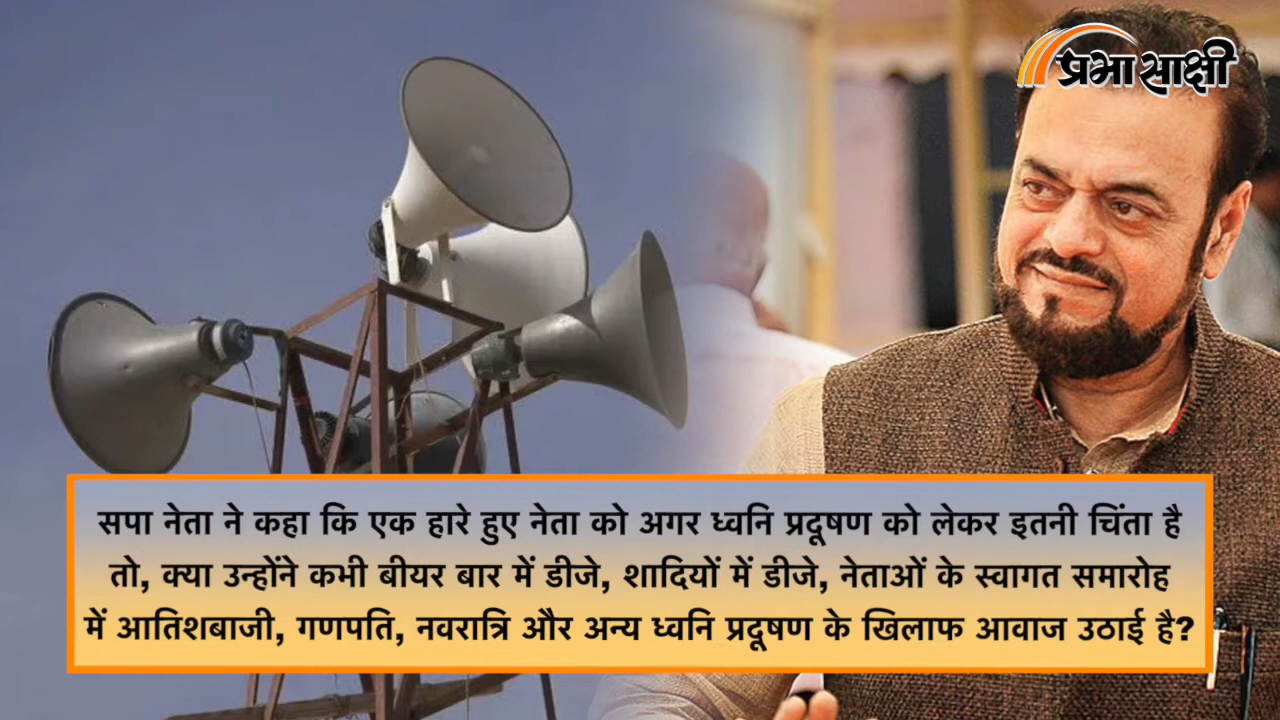 प्रभा साक्षी
सपा नेता ने कहा कि एक हारे हुए नेता को अगर ध्वनि प्रदूषण को लेकर इतनी चिंता है
तो, क्या उन्होंने कभी बीयर बार में डीजे, शादियों में डीजे, नेताओं के स्वागत समारोह
में आतिशबाजी, गणपति, नवरात्रि और अन्य ध्वनि प्रदूषण के खिलाफ आवाज उठाई है?